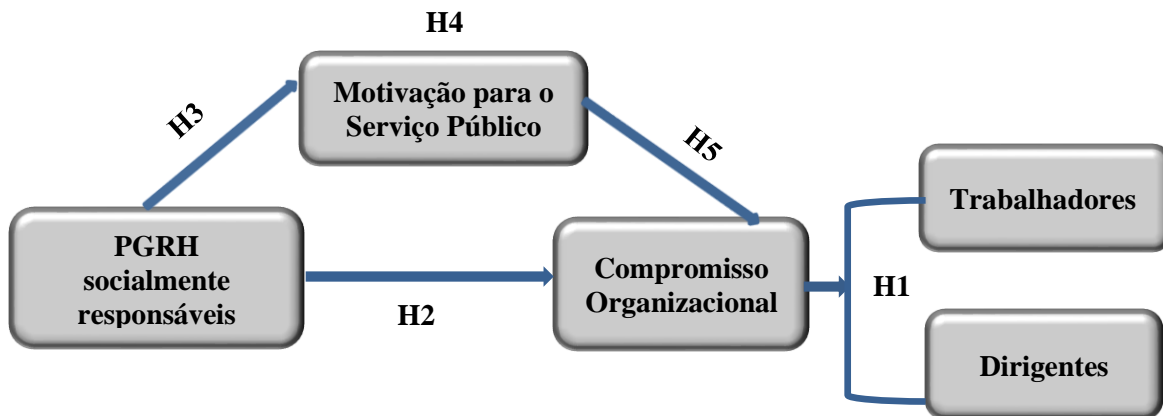 H4
Motivação para o
Serviço Público
H3
H5
PGRH
socialmente
responsáveis
H2
Compromisso
Organizacional
H1
Trabalhadores
Dirigentes